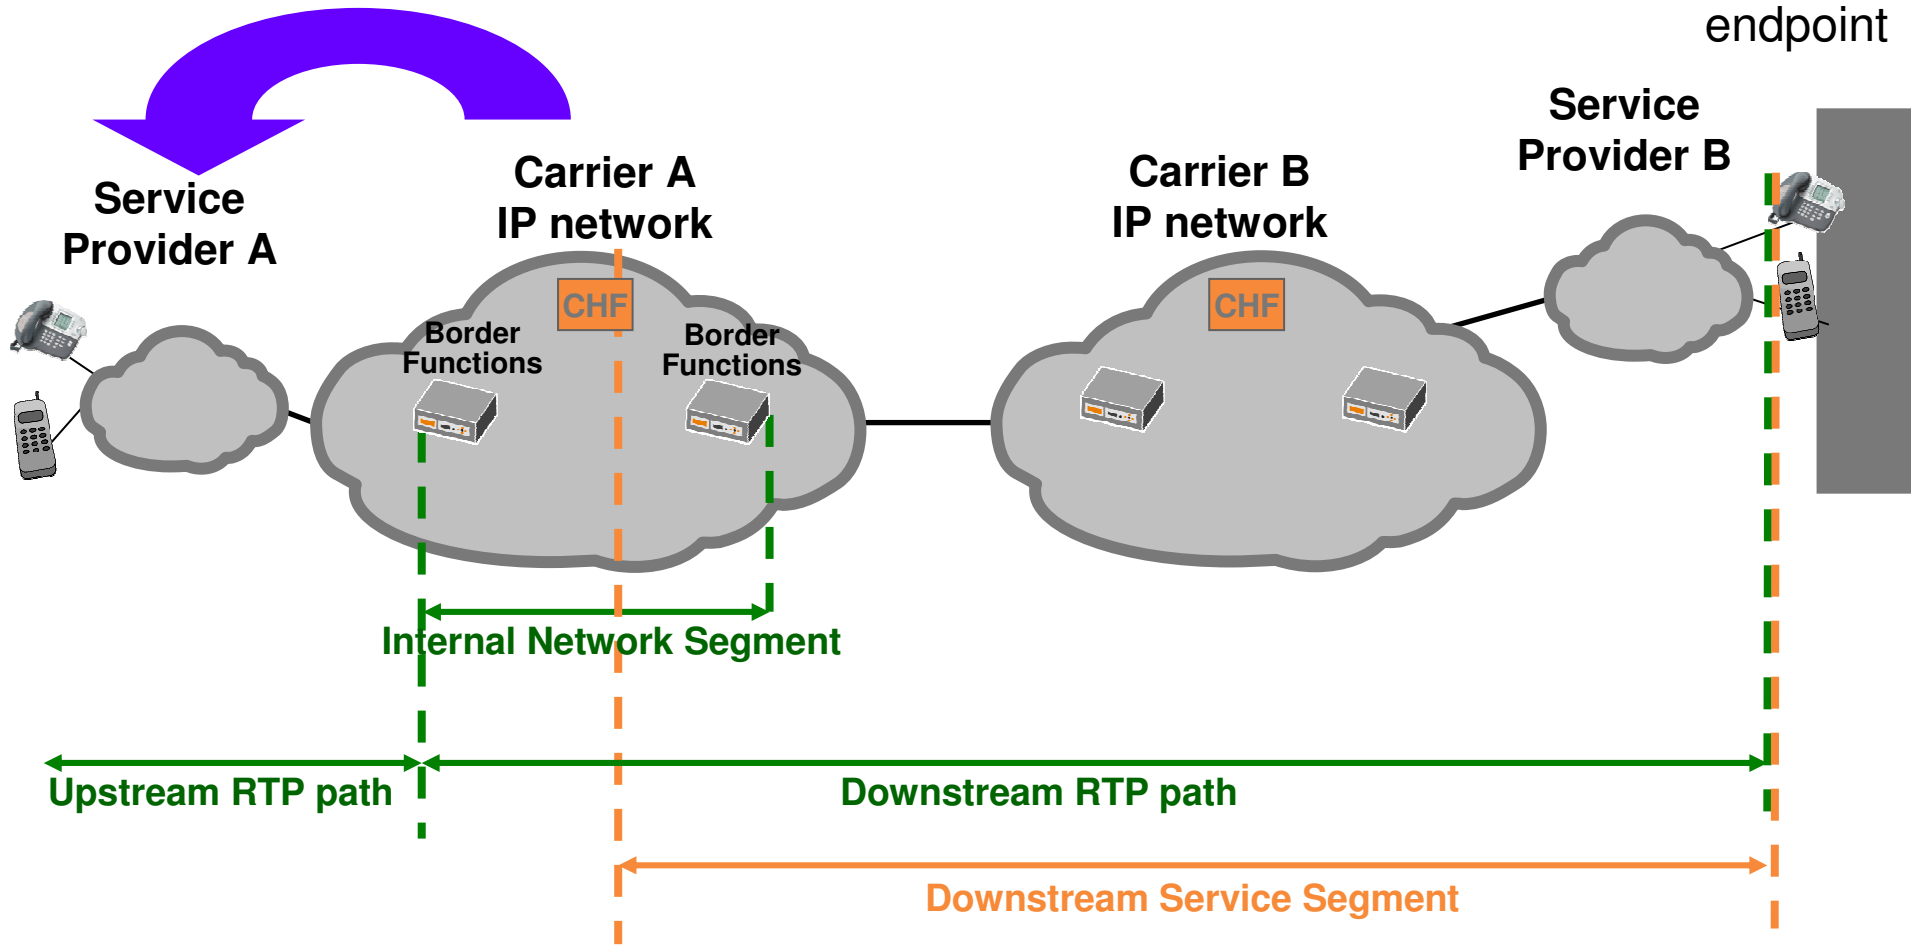 endpoint
Service
Provider B
Carrier A
IP network
Carrier B
IP network
Service
Provider A
CHF
CHF
Border
Functions
Border
Functions
Internal Network Segment
Upstream RTP path
Downstream RTP path
Downstream Service Segment